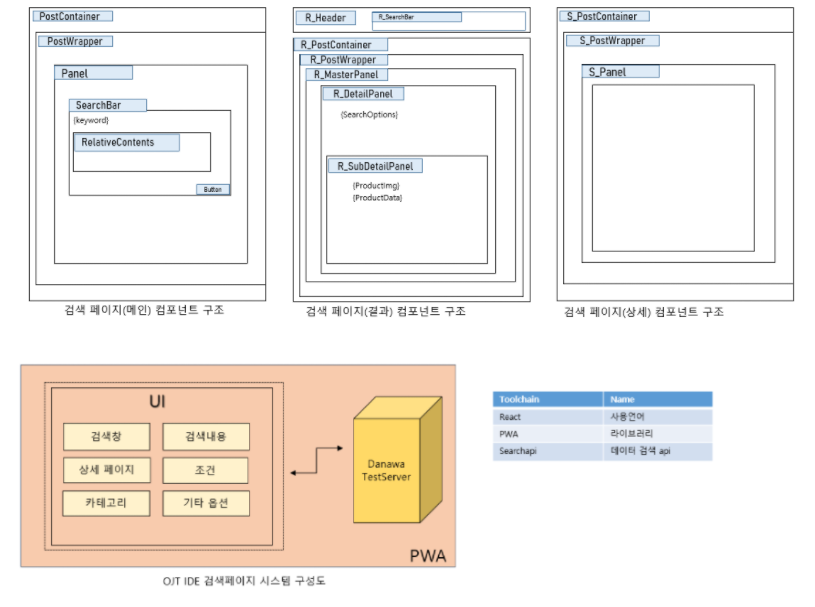 PostContainer
PostWrapper
Panel
SearchBar
{keyword}
RelativeContents
Button
검색 페이지(메인) 컴포넌트 구조
R_Header
R_SearchBar
R_PostContainer
R_PostWrapper
R_MasterPanel
R_DetailPanel
{SearchOptions}
R_SubDetailPanel
{ProductImg}
{ProductData}
검색 페이지(결과) 컴포넌트 구조
S_PostContainer
S_PostWrapper
S_Panel
검색 페이지(상세) 컴포넌트 구조
UI
검색창 검색내용
상세 페이지 조건
카테고리 기타 옵션
Danawa
TestServer
PWA
OJT IDE 검색페이지 시스템 구성도
Toolchain Name
React 사용언어
PWA 라이브러리
Searchapi 데이터 검색 api